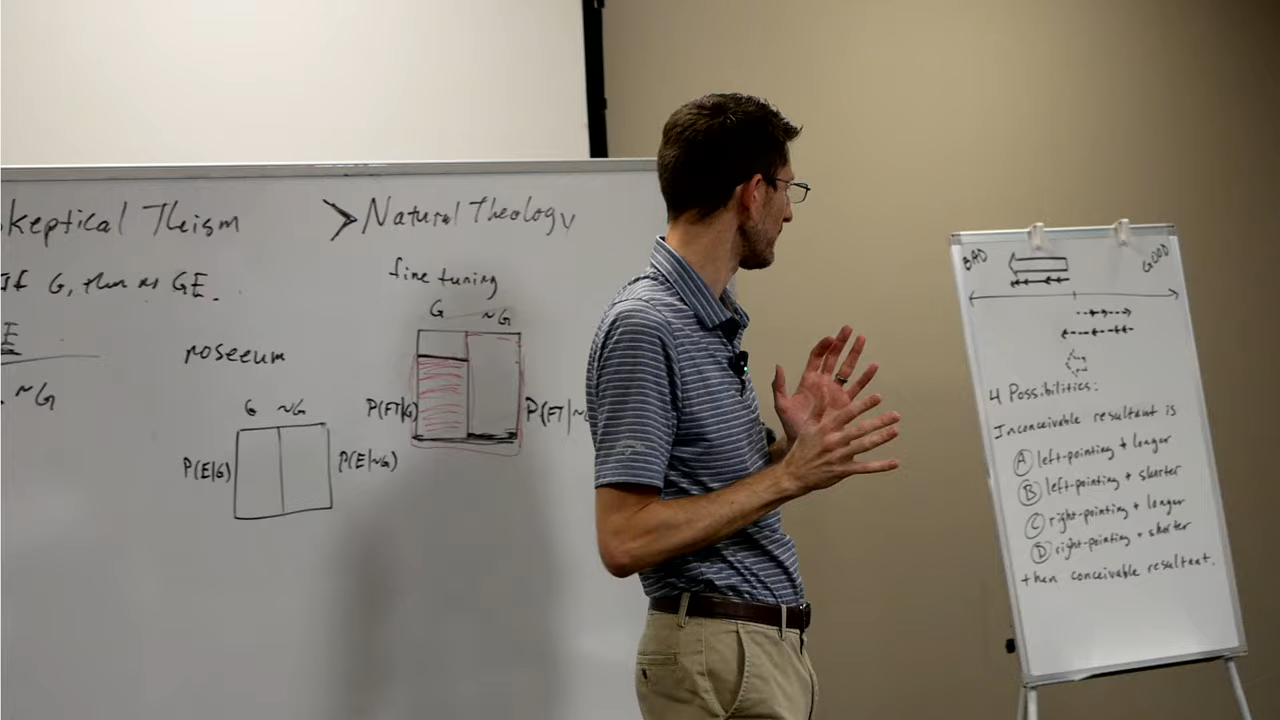 keptical Theism
If G, then no GE.
E
~G
noseeum
G ~G
P(E|G) P(E|~G)
> Natural Theology
fine tuning
G ~G
P(FT|G) P(FT|~
BAD GOOD
4 Possibilities:
Inconceivable resultant is
A left-pointing + longer
B left-pointing + shorter
C right-pointing + longer
D right-pointing + shorter
than conceivable resultant.